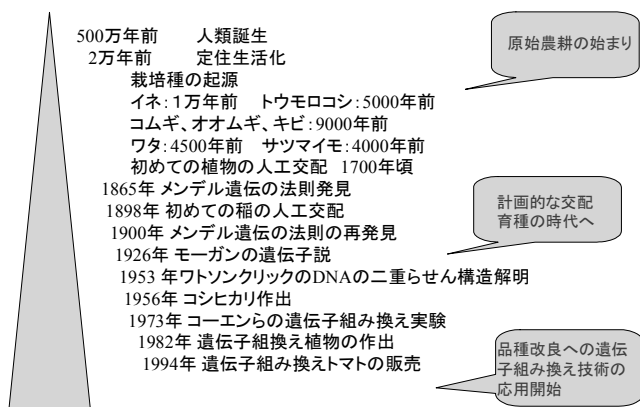 500万年前　　人類誕生
2万年前　　定住生活化
栽培種の起源
イネ：１万年前　トウモロコシ：5000年前
コムギ、オオムギ、キビ：9000年前
ワタ：4500年前　サツマイモ：4000年前
初めての植物の人工交配　1700年頃
1865年 メンデル遺伝の法則発見
1898年 初めての稲の人工交配
1900年 メンデル遺伝の法則の再発見
1926年 モーガンの遺伝子説
1953 年ワトソンクリックのDNAの二重らせん構造解明
1956年 コシヒカリ作出
1973年 コーエンらの遺伝子組み換え実験
1982年 遺伝子組換え植物の作出
1994年 遺伝子組み換えトマトの販売
原始農耕の始まり
計画的な交配
育種の時代へ
品種改良への遺伝
子組み換え技術の
応用開始